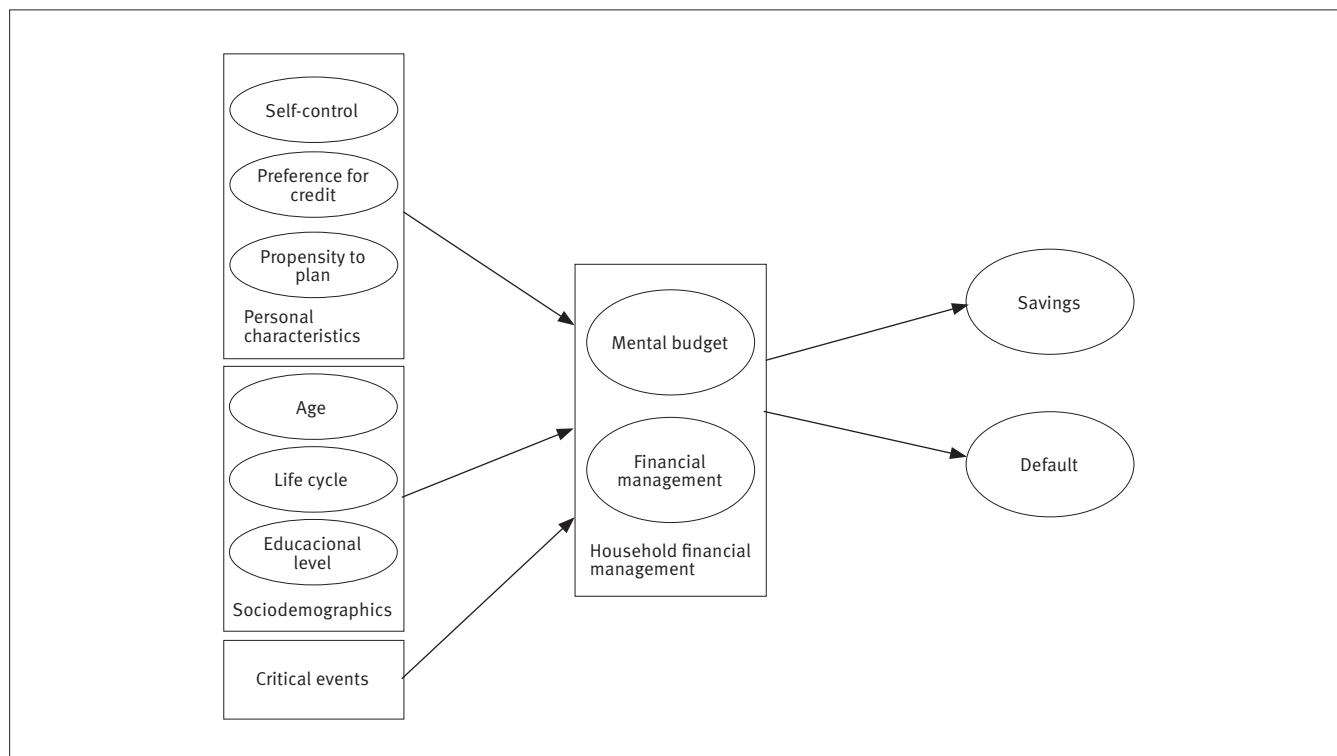 Self-control
Preference for
credit
Propensity to
plan
Personal
characteristics
Age
Life cycle
Educacional
level
Sociodemographics
Critical events
Mental budget
Financial
management
Household financial
management
Savings
Default